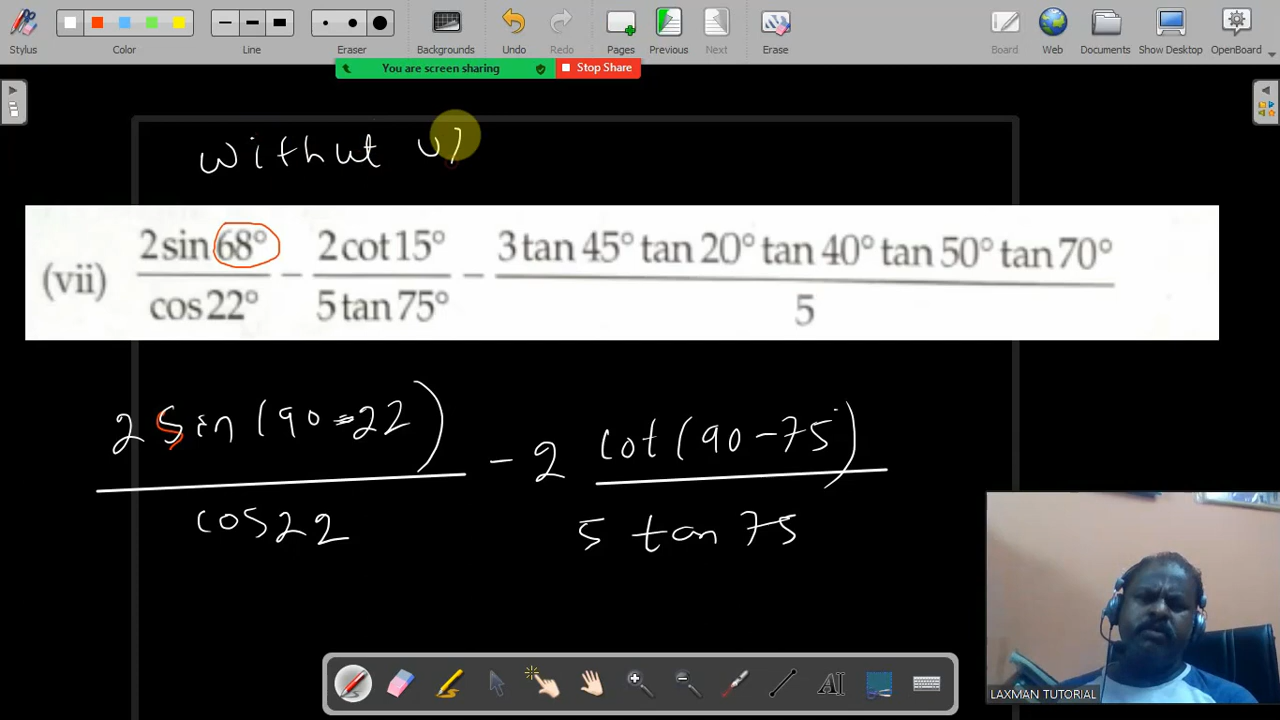 Stylus Color Line Eraser Backgrounds Undo Redo Pages Previous Next Erase Board Web Documents Show Desktop OpenBoard
You are screen sharing Stop Share
Withut
(vii) 2 sin 68° / cos 22° − 2 cot 15° / 5 tan 75° − 3 tan 45° tan 20° tan 40° tan 50° tan 70° / 5
2 sin (90-22) / cos 22 − 2 cot (90-75) / 5 tan 75
AI
LAXMAN TUTORIAL